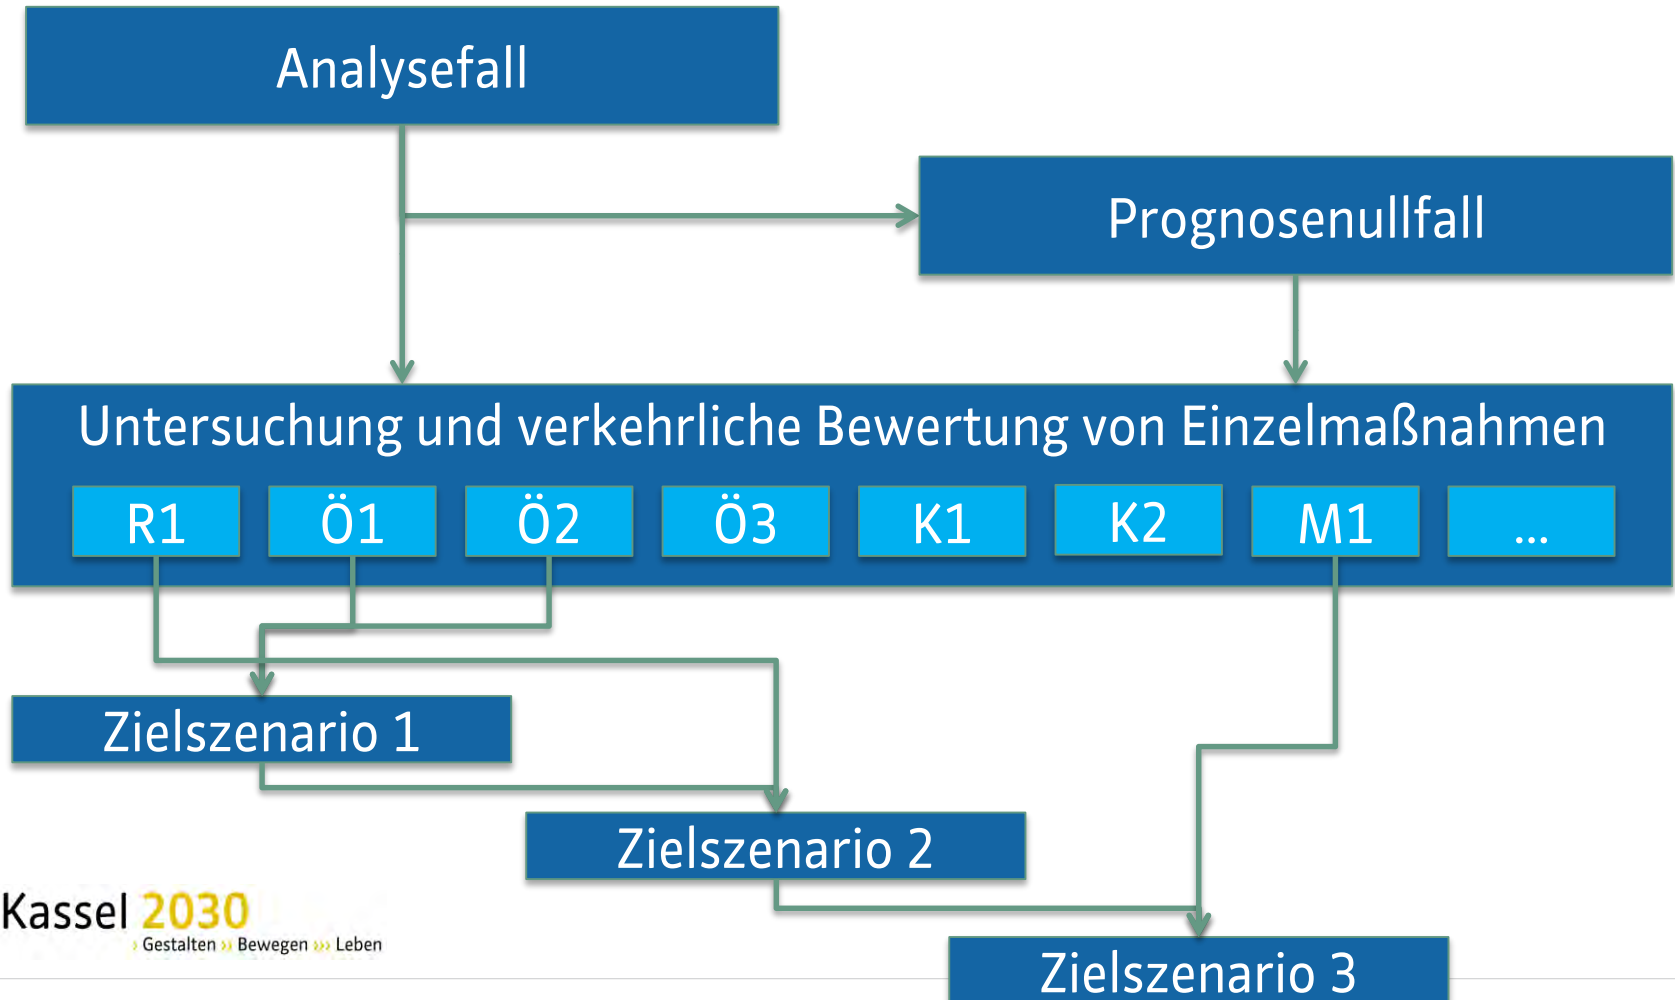 Analysefall
Prognosenullfall
Untersuchung und verkehrliche Bewertung von Einzelmaßnahmen
R1 Ö1 Ö2 Ö3 K1 K2 M1 ...
Zielszenario 1
Zielszenario 2
Kassel 2030
› Gestalten ›› Bewegen ››› Leben
Zielszenario 3